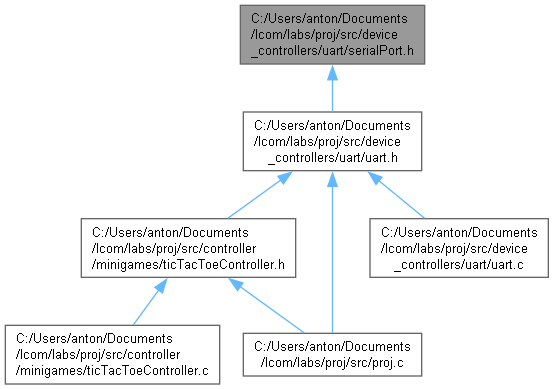 C:/Users/anton/Documents
/lcom/labs/proj/src/device
_controllers/uart/serialPort.h
C:/Users/anton/Documents
/lcom/labs/proj/src/device
_controllers/uart/uart.h
C:/Users/anton/Documents
/lcom/labs/proj/src/controller
/minigames/ticTacToeController.h
C:/Users/anton/Documents
/lcom/labs/proj/src/device
_controllers/uart/uart.c
C:/Users/anton/Documents
/lcom/labs/proj/src/controller
/minigames/ticTacToeController.c
C:/Users/anton/Documents
/lcom/labs/proj/src/proj.c